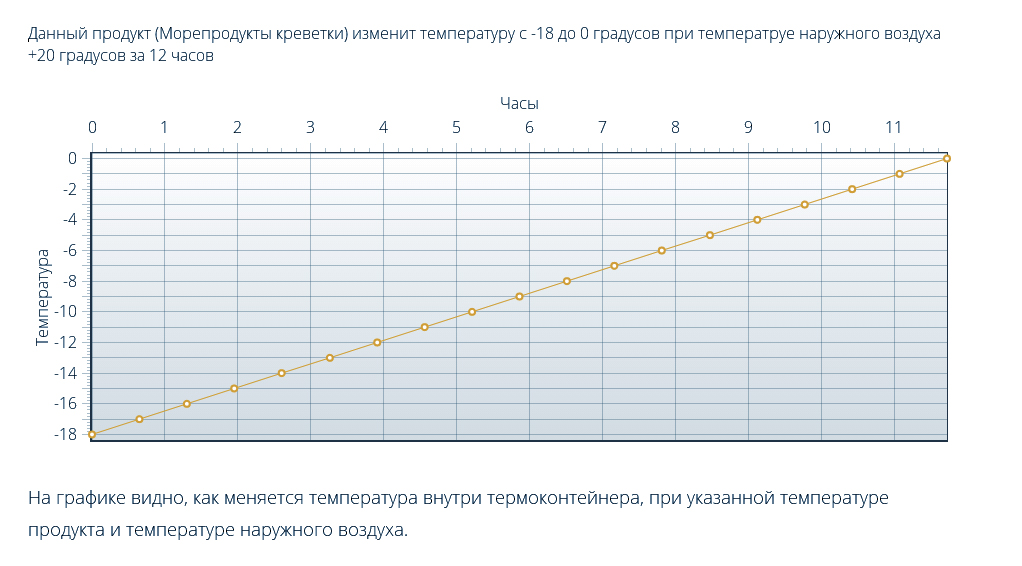 Данный продукт (Морепродукты креветки) изменит температуру с -18 до 0 градусов при температруе наружного воздуха
+20 градусов за 12 часов
Часы
0 1 2 3 4 5 6 7 8 9 10 11
0
-2
-4
-6
-8
-10
-12
-14
-16
-18
Температура
На графике видно, как меняется температура внутри термоконтейнера, при указанной температуре
продукта и температуре наружного воздуха.